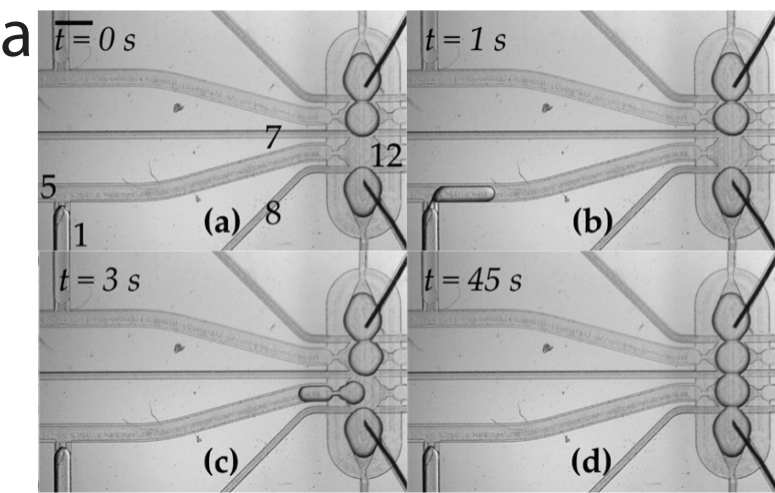 a
t = 0 s
t = 1 s
7
12
5
8
1
(a)
(b)
t = 3 s
t = 45 s
(c)
(d)